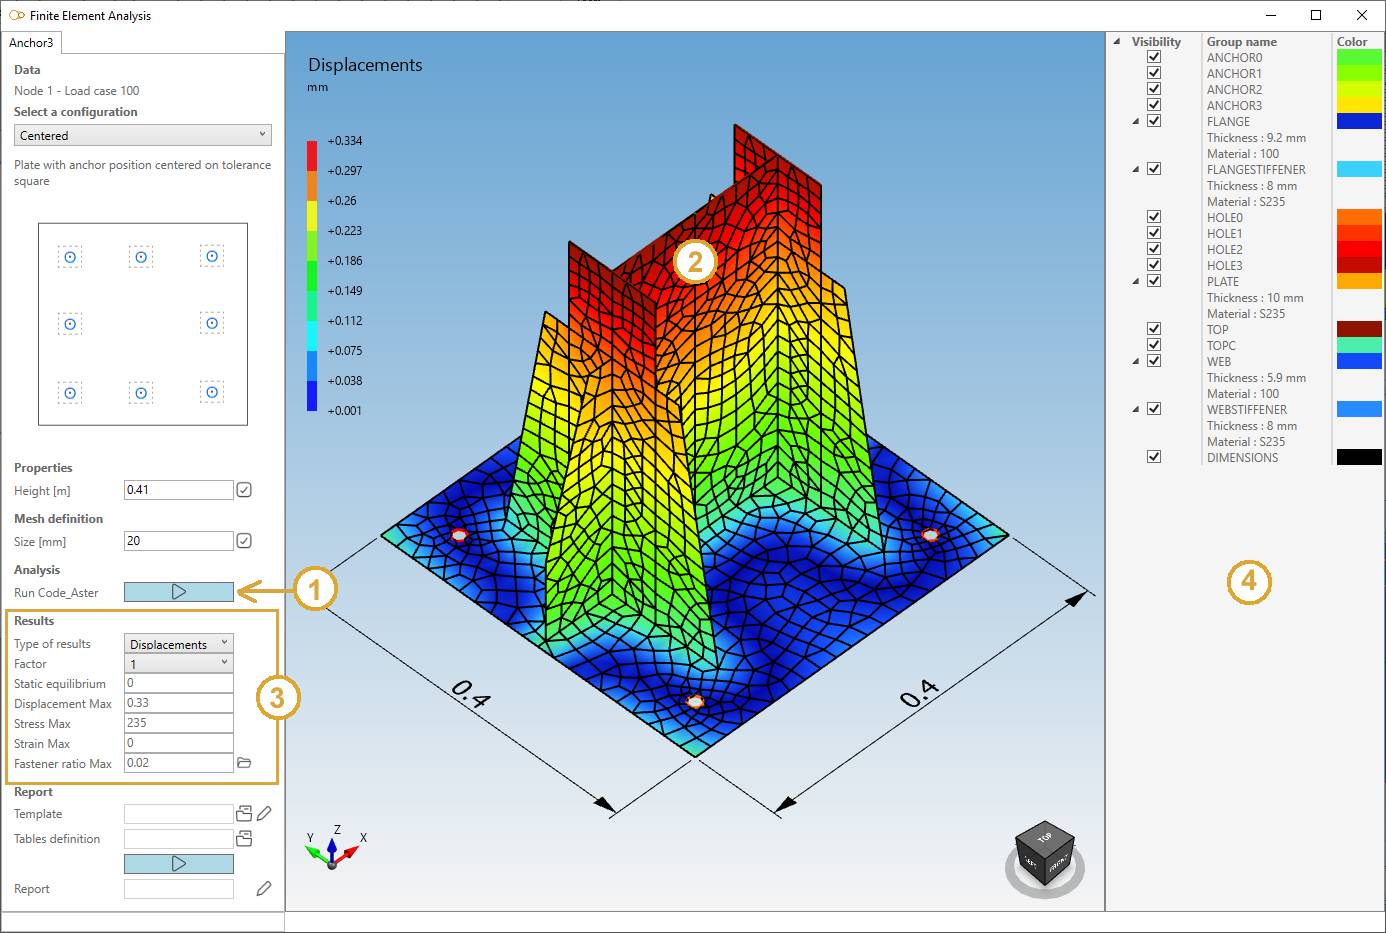 Finite Element Analysis
Anchor3
Data
Node 1 - Load case 100
Select a configuration
Centered
Plate with anchor position centered on tolerance
square
Properties
Height [m] 0.41
Mesh definition
Size [mm] 20
Analysis
Run Code_Aster
1
Results
Type of results Displacements
Factor 1
Static equilibrium 0
Displacement Max 0.33
Stress Max 235
Strain Max 0
Fastener ratio Max 0.02
3
Report
Template
Tables definition
Report
Displacements
mm
+0.334
+0.297
+0.26
+0.223
+0.186
+0.149
+0.112
+0.075
+0.038
+0.001
2
0.4
0.4
Y Z X
TOP
LEFT FRONT
Visibility Group name Color
ANCHOR0
ANCHOR1
ANCHOR2
ANCHOR3
FLANGE
Thickness : 9.2 mm
Material : 100
FLANGESTIFFENER
Thickness : 8 mm
Material : S235
HOLE0
HOLE1
HOLE2
HOLE3
PLATE
Thickness : 10 mm
Material : S235
TOP
TOPC
WEB
Thickness : 5.9 mm
Material : 100
WEBSTIFFENER
Thickness : 8 mm
Material : S235
DIMENSIONS
4